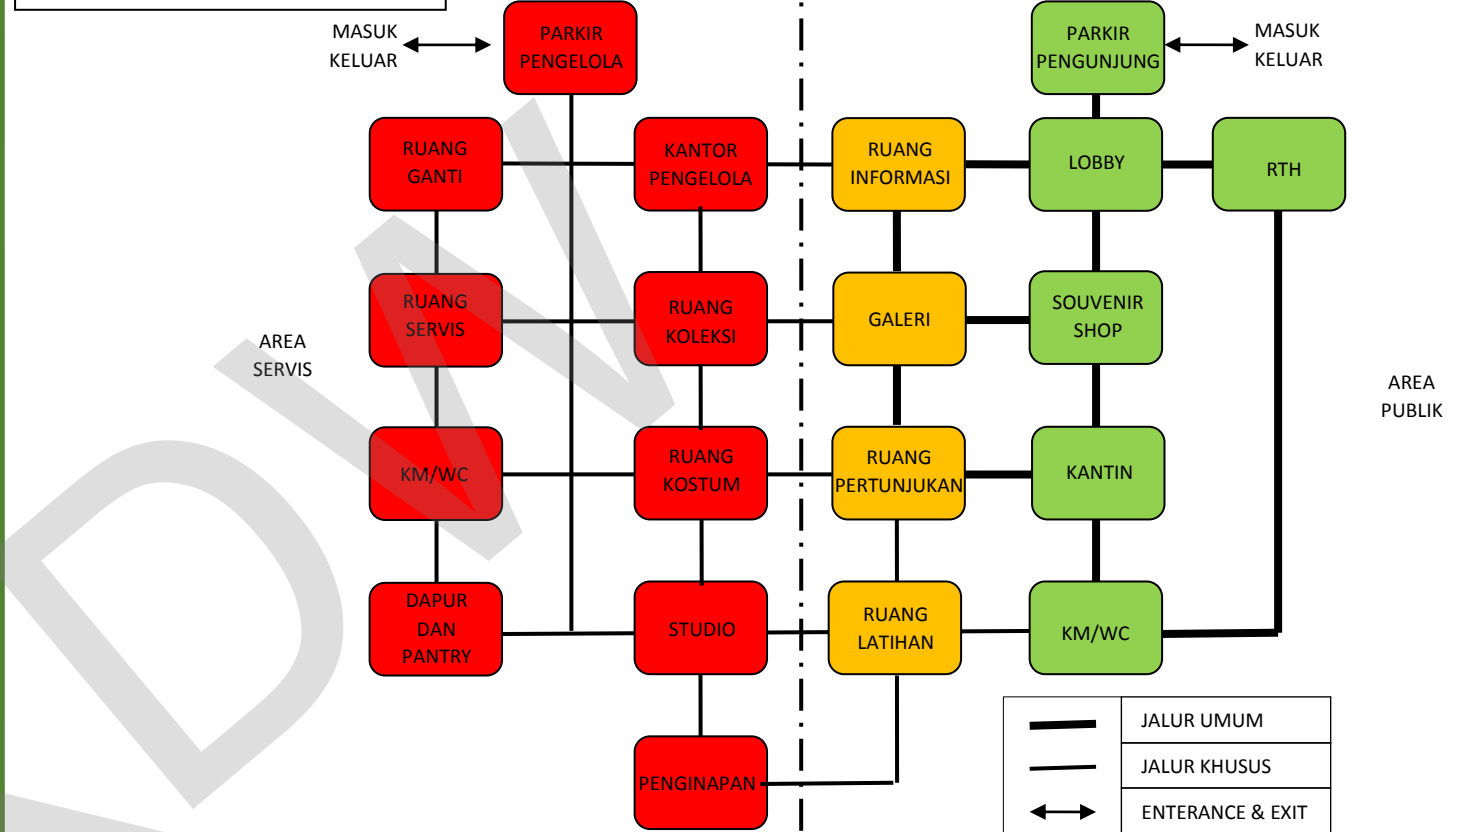 MASUK
KELUAR
PARKIR
PENGELOLA
PARKIR
PENGUNJUNG
MASUK
KELUAR
RUANG
GANTI
KANTOR
PENGELOLA
RUANG
INFORMASI
LOBBY
RTH
AREA
SERVIS
RUANG
SERVIS
RUANG
KOLEKSI
GALERI
SOUVENIR
SHOP
AREA
PUBLIK
KM/WC
RUANG
KOSTUM
RUANG
PERTUNJUKAN
KANTIN
DAPUR
DAN
PANTRY
STUDIO
RUANG
LATIHAN
KM/WC
PENGINAPAN
JALUR UMUM
JALUR KHUSUS
ENTERANCE & EXIT
DW